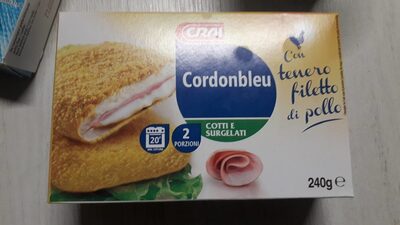 CRAI
Cordonbleu
Con
tenero
filetto
di pollo
COTTI E
SURGELATI
20'
2
PORZIONI
240g e